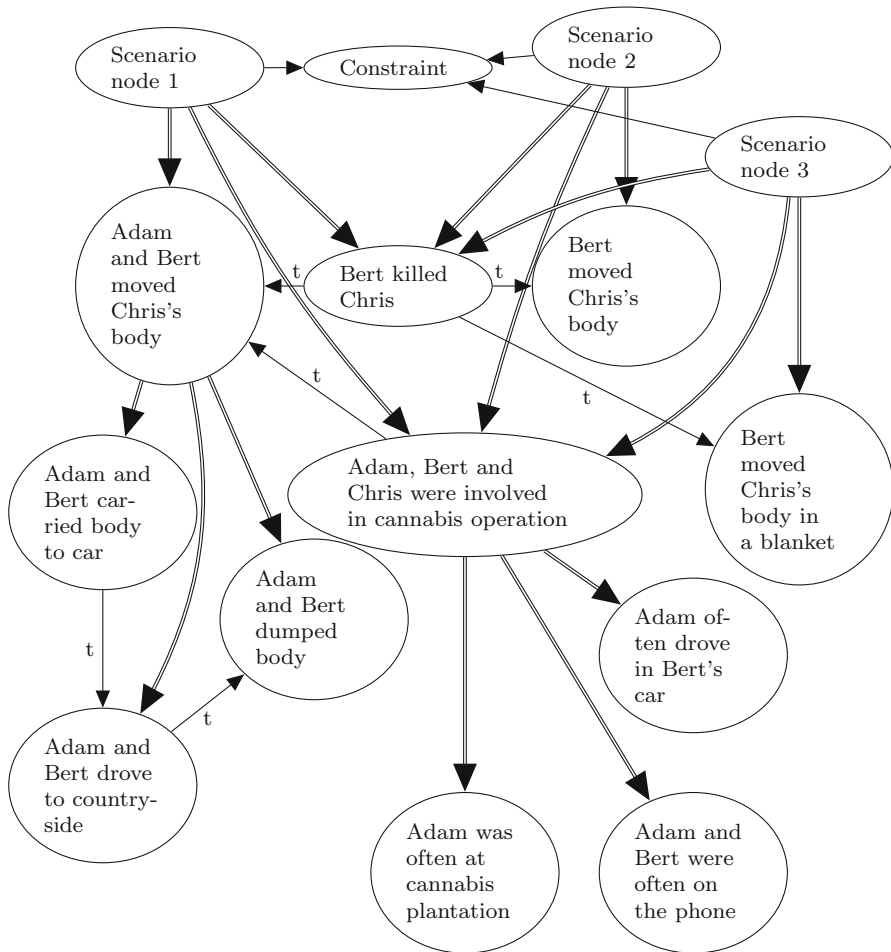 Scenario
node 1
Constraint
Scenario
node 2
Scenario
node 3
Adam
and Bert
moved
Chris's
body
t
Bert killed
Chris
t
Bert
moved
Chris's
body
t
t
Adam and
Bert car-
ried body
to car
Adam, Bert and
Chris were involved
in cannabis operation
Bert
moved
Chris's
body in
a blanket
Adam
and Bert
dumped
body
Adam of-
ten drove
in Bert's
car
t
t
Adam and
Bert drove
to country-
side
Adam was
often at
cannabis
plantation
Adam and
Bert were
often on
the phone